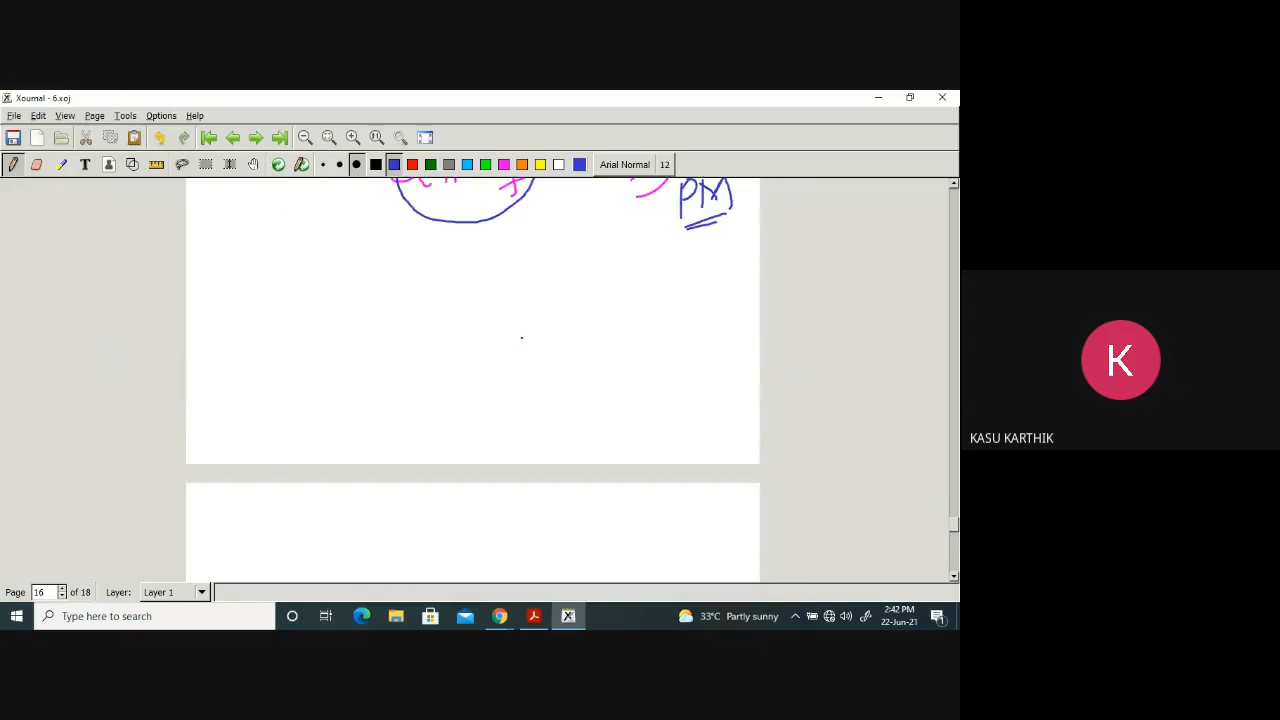 Xournal - 6.xoj
File Edit View Page Tools Options Help
T Arial Normal 12
PM
K
KASU KARTHIK
Page 16 of 18 Layer: Layer 1
Type here to search
33°C Partly sunny
2:42 PM
22-Jun-21
1